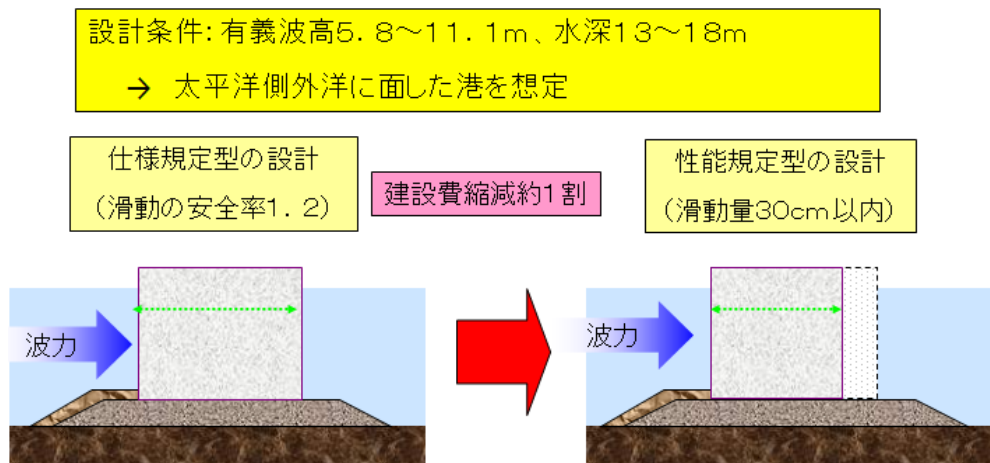 設計条件：有義波高５．８～１１．１ｍ、水深１３～１８ｍ
→ 太平洋側外洋に面した港を想定
仕様規定型の設計
（滑動の安全率１．２）
建設費縮減約１割
性能規定型の設計
（滑動量30cm以内）
波力
波力